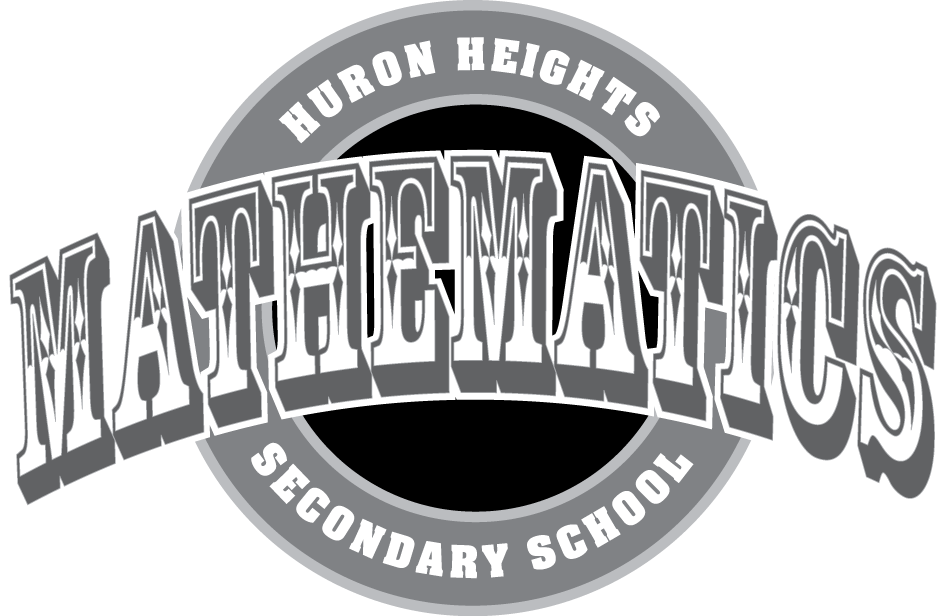 HURON HEIGHTS
MATHEMATICS
SECONDARY SCHOOL